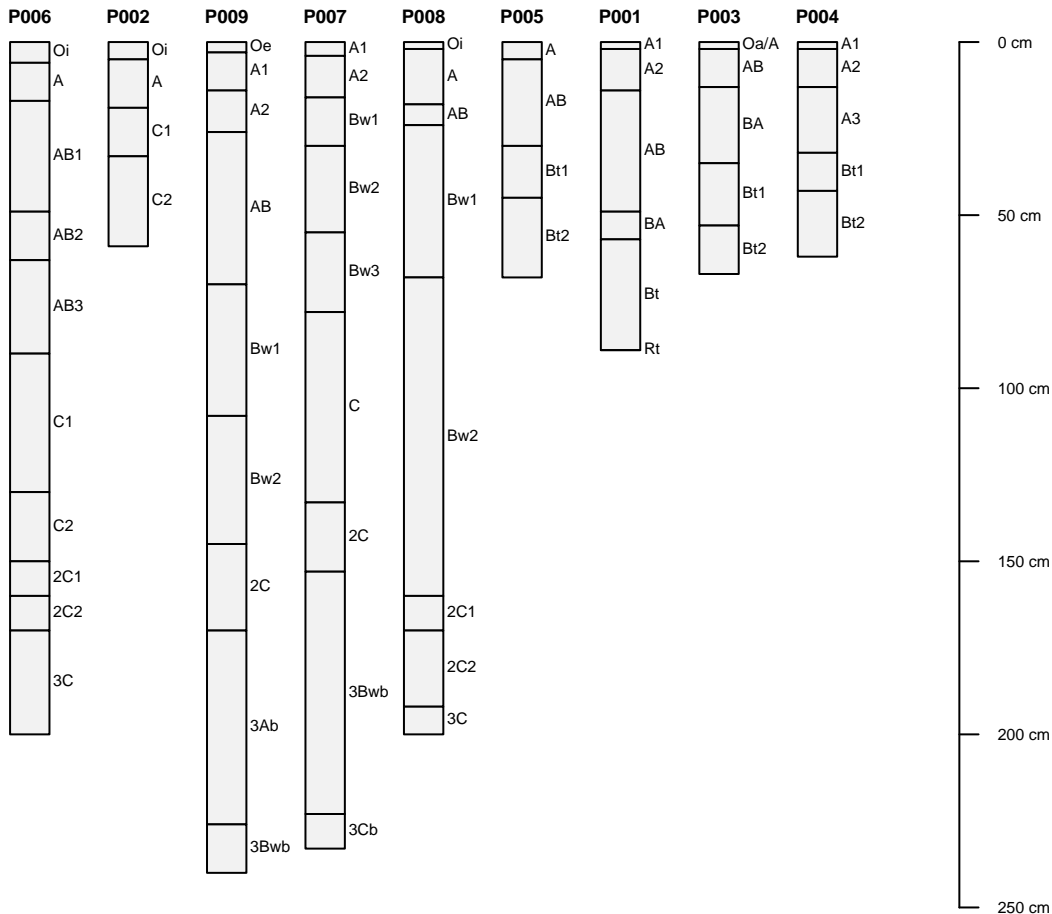 P006 P002 P009 P007 P008 P005 P001 P003 P004
Oi
A
AB1
AB2
AB3
C1
C2
2C1
2C2
3C
Oi
A
C1
C2
Oe
A1
A2
AB
Bw1
Bw2
2C
3Ab
3Bwb
A1
A2
Bw1
Bw2
Bw3
C
2C
3Bwb
3Cb
Oi
A
AB
Bw1
Bw2
2C1
2C2
3C
A
AB
Bt1
Bt2
A1
A2
AB
BA
Bt
Rt
Oa/A
AB
BA
Bt1
Bt2
A1
A2
A3
Bt1
Bt2
0 cm
50 cm
100 cm
150 cm
200 cm
250 cm